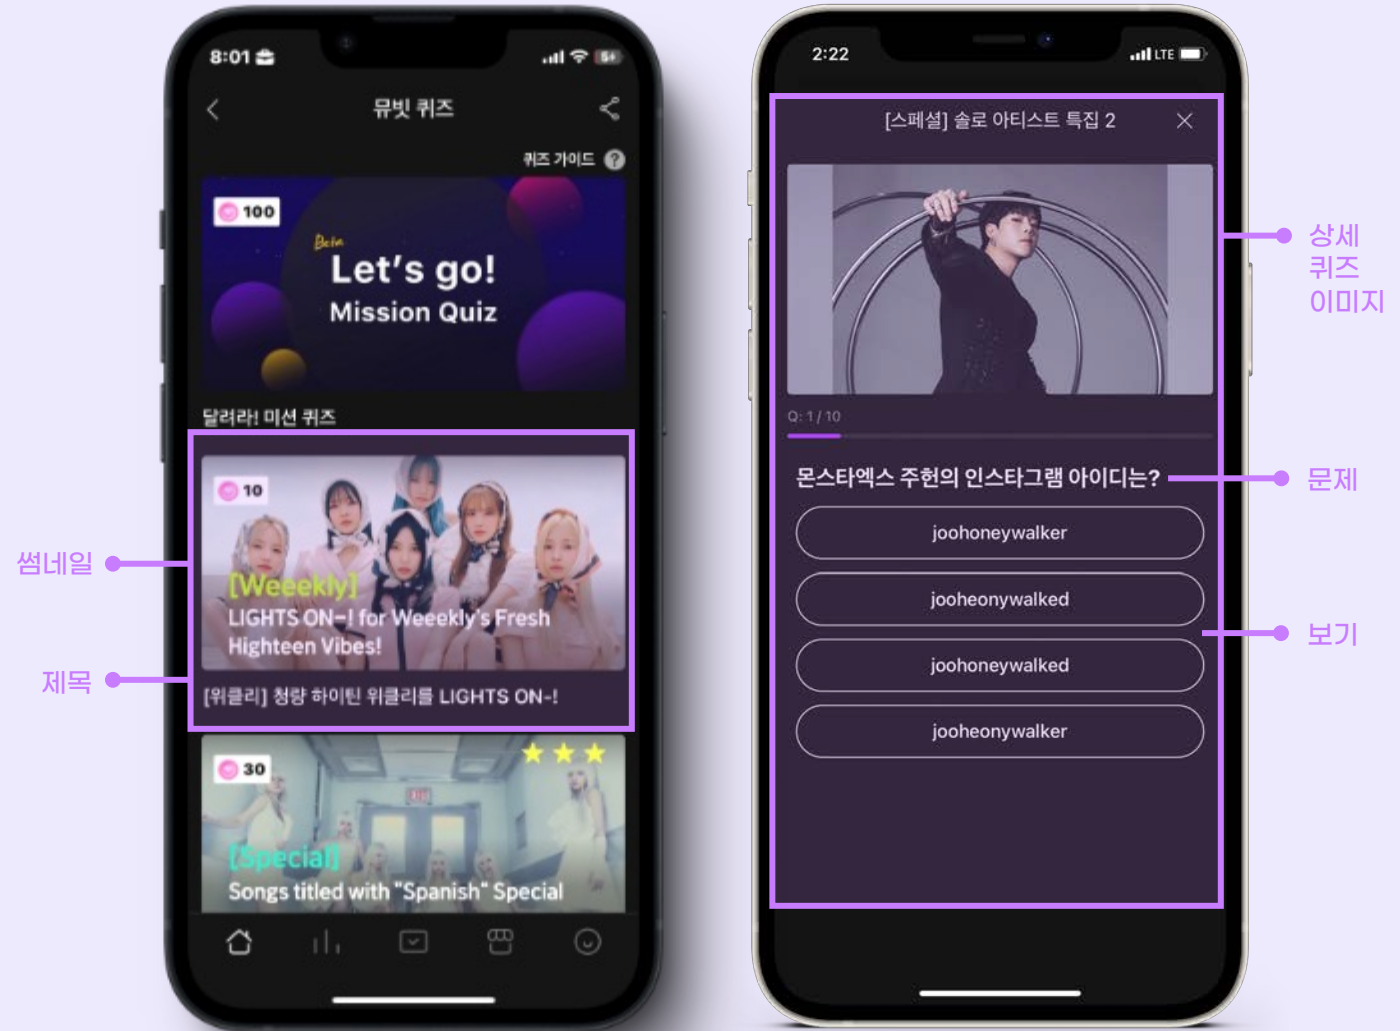 8:01
5+
뮤빗 퀴즈
퀴즈 가이드 ?
100
Beta
Let's go!
Mission Quiz
달려라! 미션 퀴즈
10
[Weeekly]
LIGHTS ON-! for Weeekly's Fresh
Highteen Vibes!
[위클리] 청량 하이틴 위클리를 LIGHTS ON-!
30
EXIT
[Special]
Songs titled with "Spanish" Special
썸네일
제목
2:22
LTE
[스페셜] 솔로 아티스트 특집 2
Q: 1 / 10
몬스타엑스 주헌의 인스타그램 아이디는?
joohoneywalker
jooheonywalked
joohoneywalked
jooheonywalker
상세
퀴즈
이미지
문제
보기